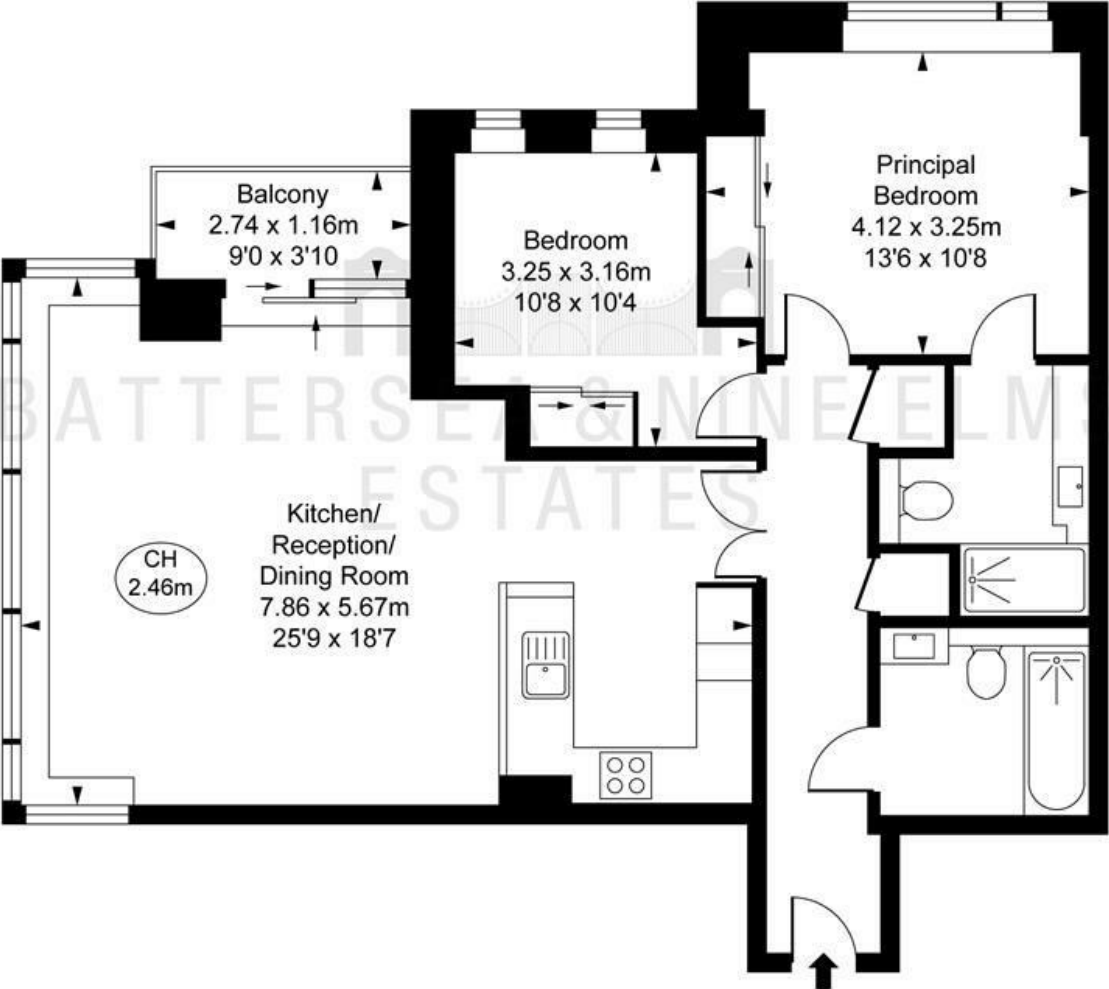 Principal
Bedroom
4.12 x 3.25m
13'6 x 10'8
Balcony
2.74 x 1.16m
9'0 x 3'10
Bedroom
3.25 x 3.16m
10'8 x 10'4
BATTERSEA & NINE ELMS
ESTATES
Kitchen/
Reception/
Dining Room
7.86 x 5.67m
25'9 x 18'7
CH
2.46m